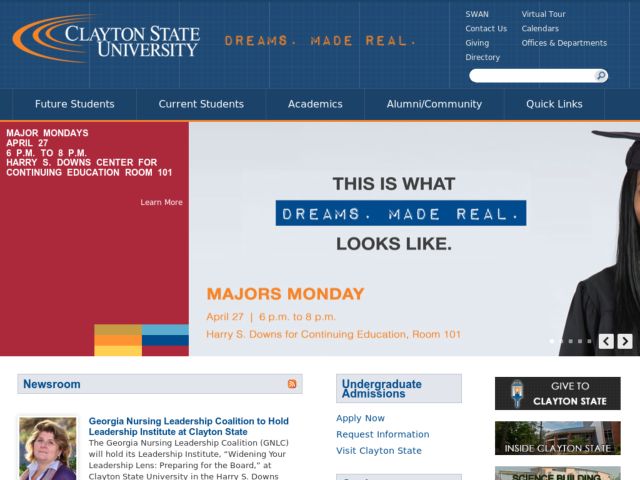 CLAYTON STATE
UNIVERSITY
DREAMS. MADE REAL.
SWAN
Virtual Tour
Contact Us
Calendars
Giving
Offices & Departments
Directory
Future Students
Current Students
Academics
Alumni/Community
Quick Links
MAJOR MONDAYS
APRIL 27
6 P.M. TO 8 P.M.
HARRY S. DOWNS CENTER FOR
CONTINUING EDUCATION ROOM 101
Learn More
THIS IS WHAT
DREAMS. MADE REAL.
LOOKS LIKE.
MAJORS MONDAY
April 27 | 6 p.m. to 8 p.m.
Harry S. Downs for Continuing Education, Room 101
Newsroom
Georgia Nursing Leadership Coalition to Hold
Leadership Institute at Clayton State
The Georgia Nursing Leadership Coalition (GNLC)
will hold its Leadership Institute, “Widening Your
Leadership Lens: Preparing for the Board,” at
Clayton State University in the Harry S. Downs
Undergraduate
Admissions
Apply Now
Request Information
Visit Clayton State
GIVE TO
CLAYTON STATE
INSIDE CLAYTON STATE
SCIENCE BUILDING